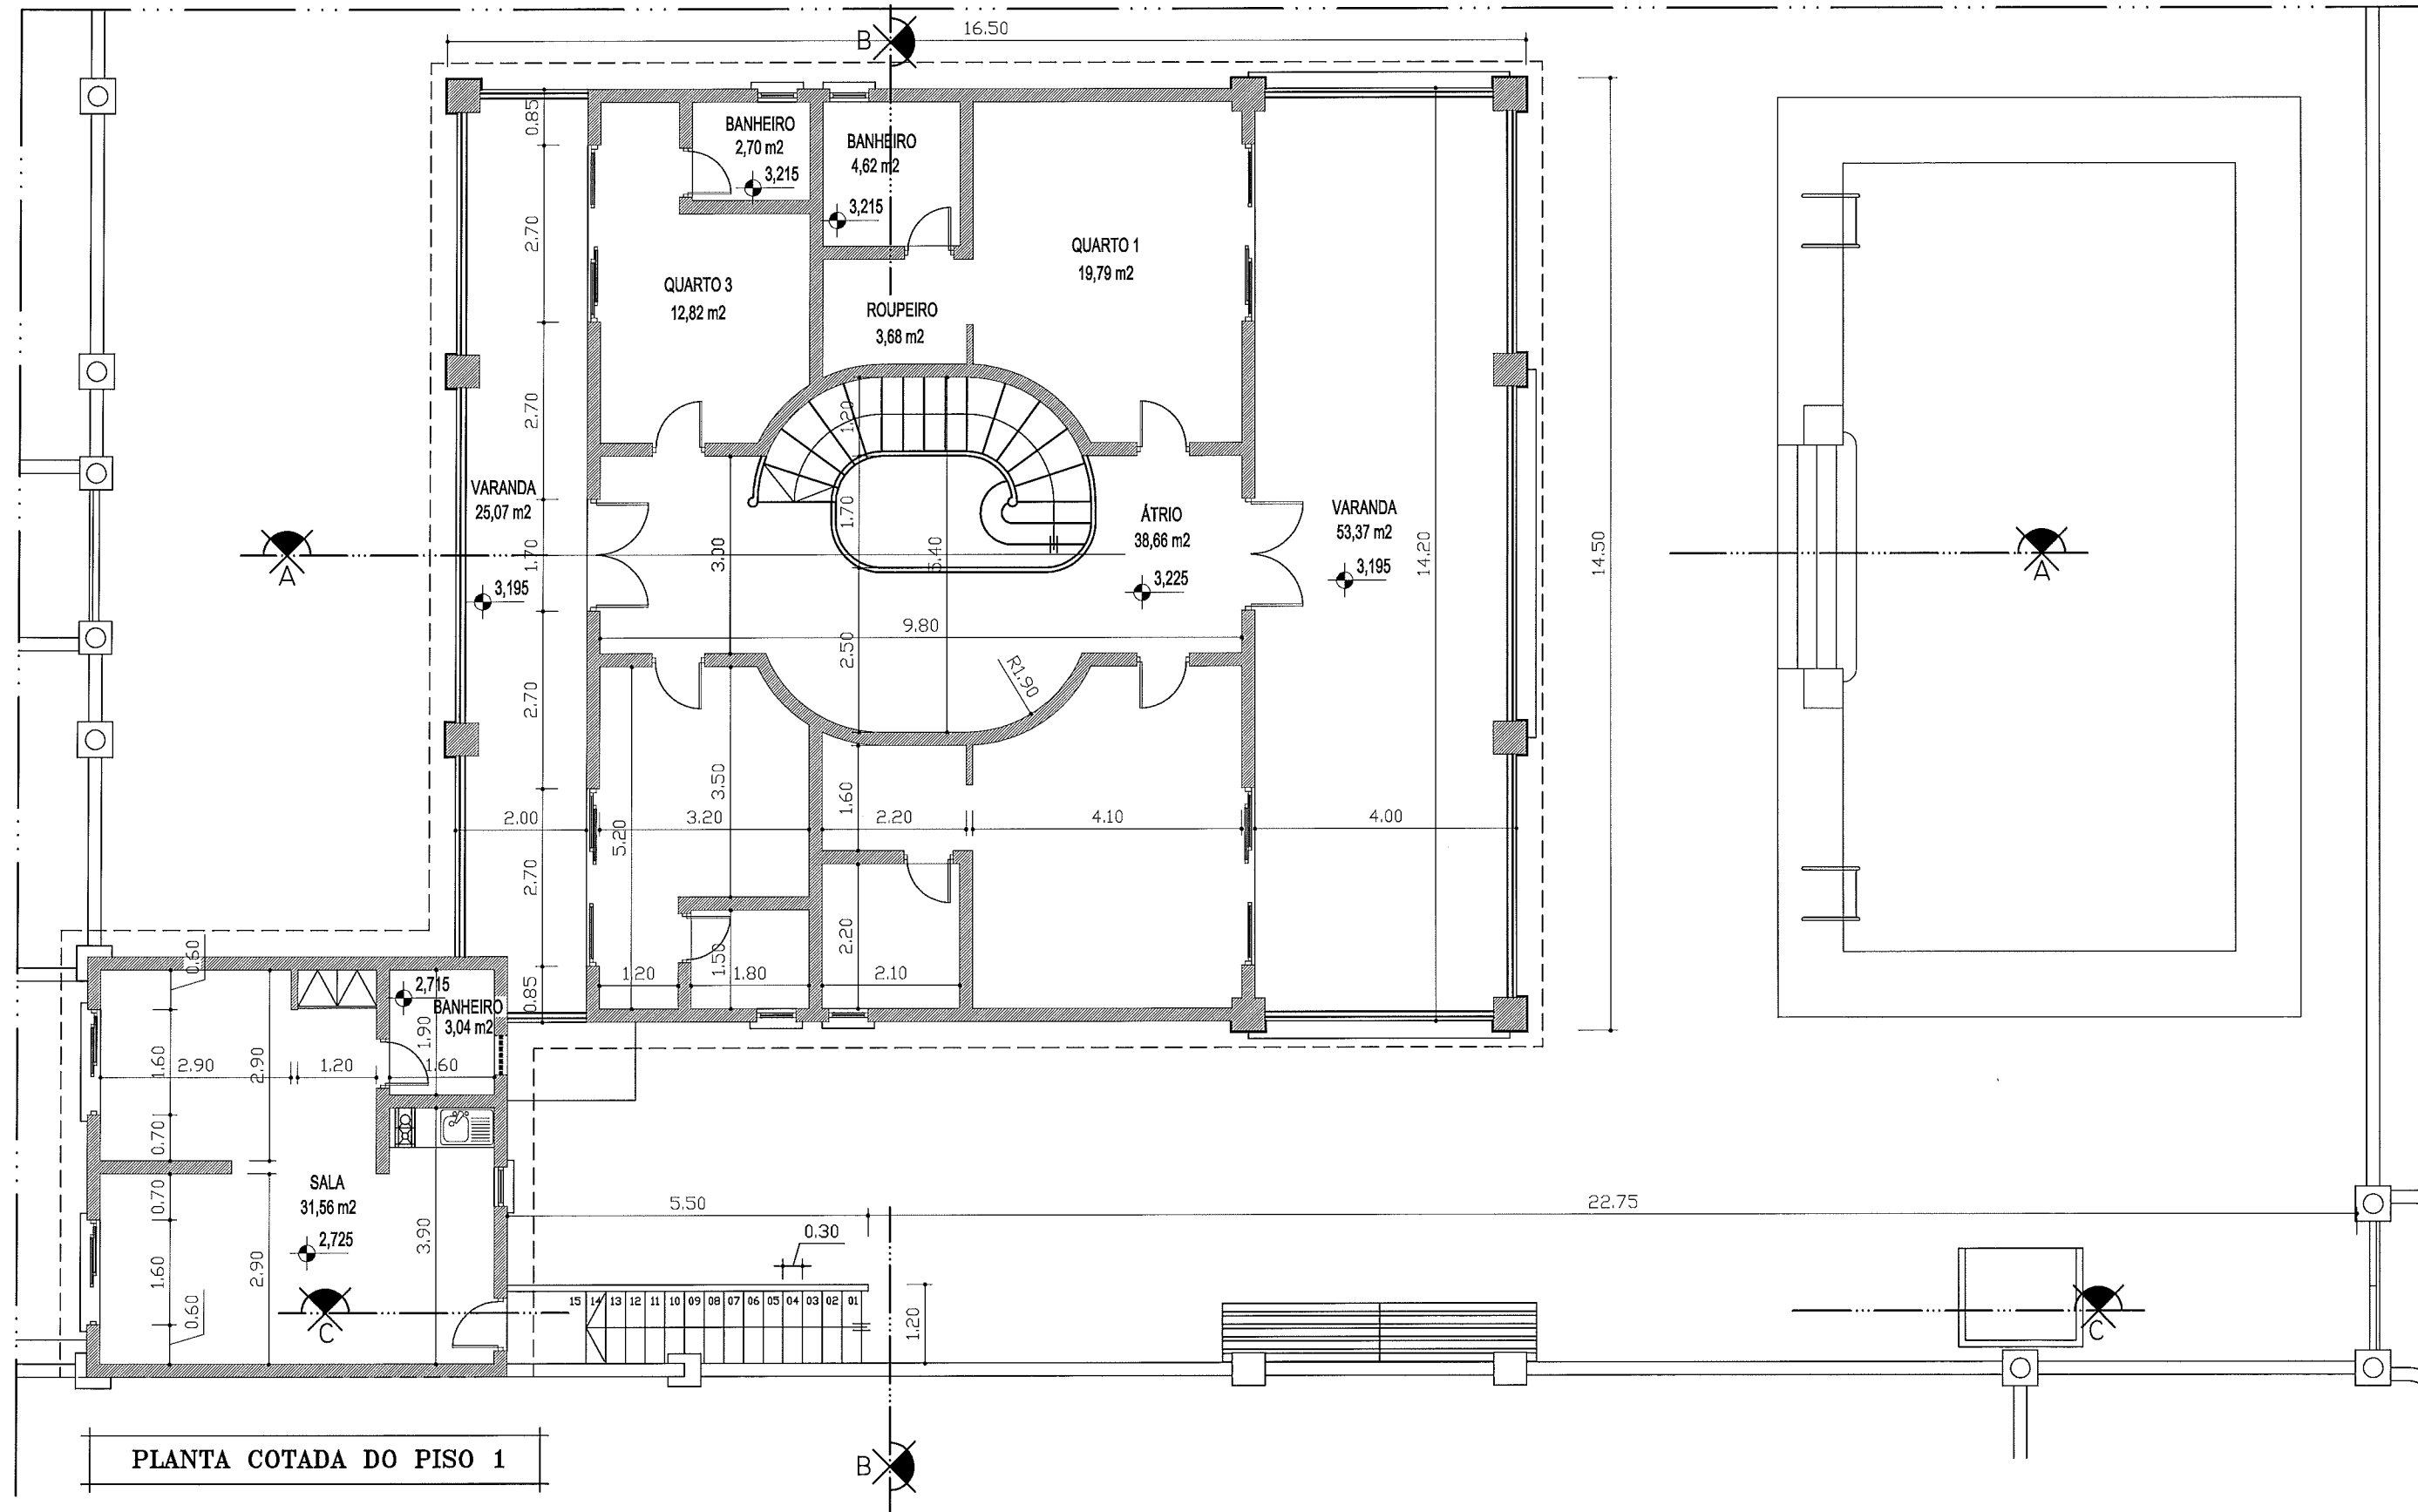 B
16.50
0.85
BANHEIRO
2,70 m2
3,215
BANHEIRO
4,62 m2
3,215
2.70
QUARTO 1
19,79 m2
QUARTO 3
12,82 m2
ROUPEIRO
3,68 m2
2.70
1.20
VARANDA
25,07 m2
3,195
A
1.70
3.00
1.70
5.40
ÁTRIO
38,66 m2
3,225
VARANDA
53,37 m2
3,195
14.20
14.50
A
9.80
2.50
R1.90
2.70
3.50
5.20
1.60
2.00
3.20
2.20
4.10
4.00
2.70
1.20
1.50
1.80
2.20
2.10
0.85
0.60
2,715
BANHEIRO
3,04 m2
1.90
1.60
2.90
2.90
1.20
1.60
0.70
0.70
SALA
31,56 m2
2,725
1.60
2.90
3.90
0.60
C
5.50
22.75
0.30
15 14 13 12 11 10 09 08 07 06 05 04 03 02 01
1.20
C
PLANTA COTADA DO PISO 1
B